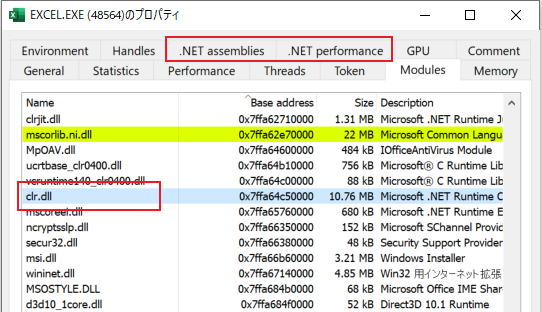 EXCEL.EXE (48564)のプロパティ
Environment Handles .NET assemblies .NET performance GPU Comment
General Statistics Performance Threads Token Modules Memory
Name Base address Size Description
clrjit.dll 0x7ffa62710000 1.31 MB Microsoft .NET Runtime Ju
mscorlib.ni.dll 0x7ffa62e70000 22 MB Microsoft Common Langu
MpOAV.dll 0x7ffa64600000 484 kB IOfficeAntiVirus Module
ucrtbase_clr0400.dll 0x7ffa64b10000 756 kB Microsoft® C Runtime Lib
vcruntime140_clr0400.dll 0x7ffa64c00000 88 kB Microsoft® C Runtime Lib
clr.dll 0x7ffa64c50000 10.76 MB Microsoft .NET Runtime C
mscoreei.dll 0x7ffa65760000 680 kB Microsoft .NET Runtime E
ncryptsslp.dll 0x7ffa66350000 152 kB Microsoft SChannel Provid
secur32.dll 0x7ffa66380000 48 kB Security Support Provider
msi.dll 0x7ffa66b60000 3.21 MB Windows Installer
wininet.dll 0x7ffa67140000 4.85 MB Win32 用インターネット拡張
MSOSTYLE.DLL 0x7ffa684b0000 68 kB Microsoft Office IME Shar
d3d10_1core.dll 0x7ffa684f0000 52 kB Direct3D 10.1 Runtime